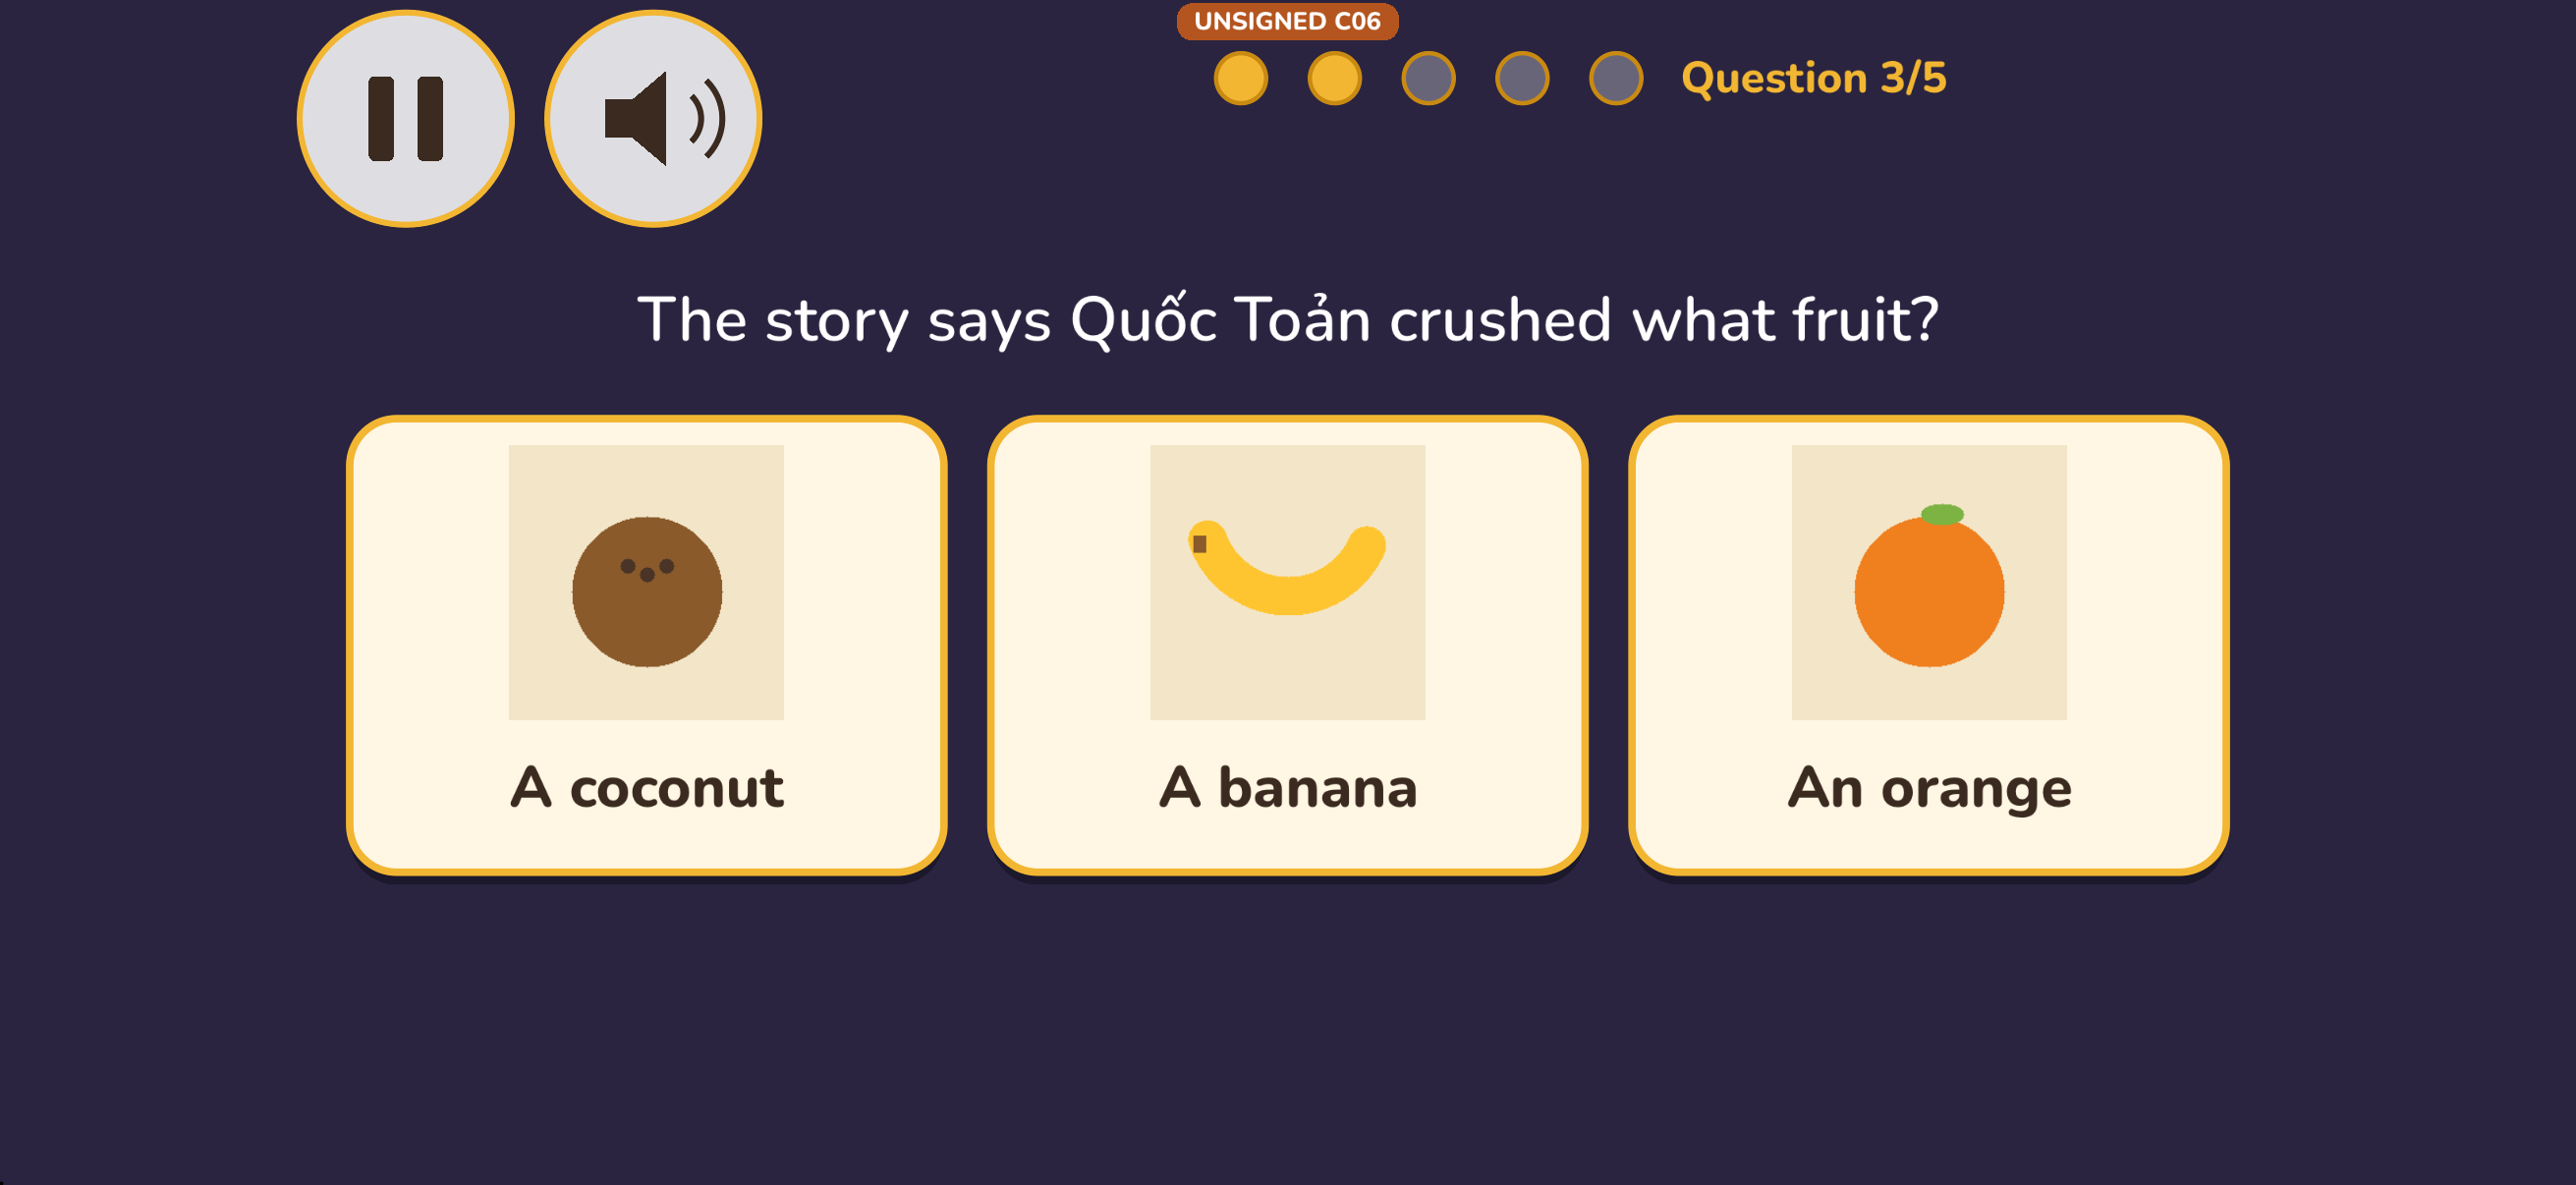 UNSIGNED C06
Question 3/5
The story says Quốc Toản crushed what fruit?
A coconut
A banana
An orange